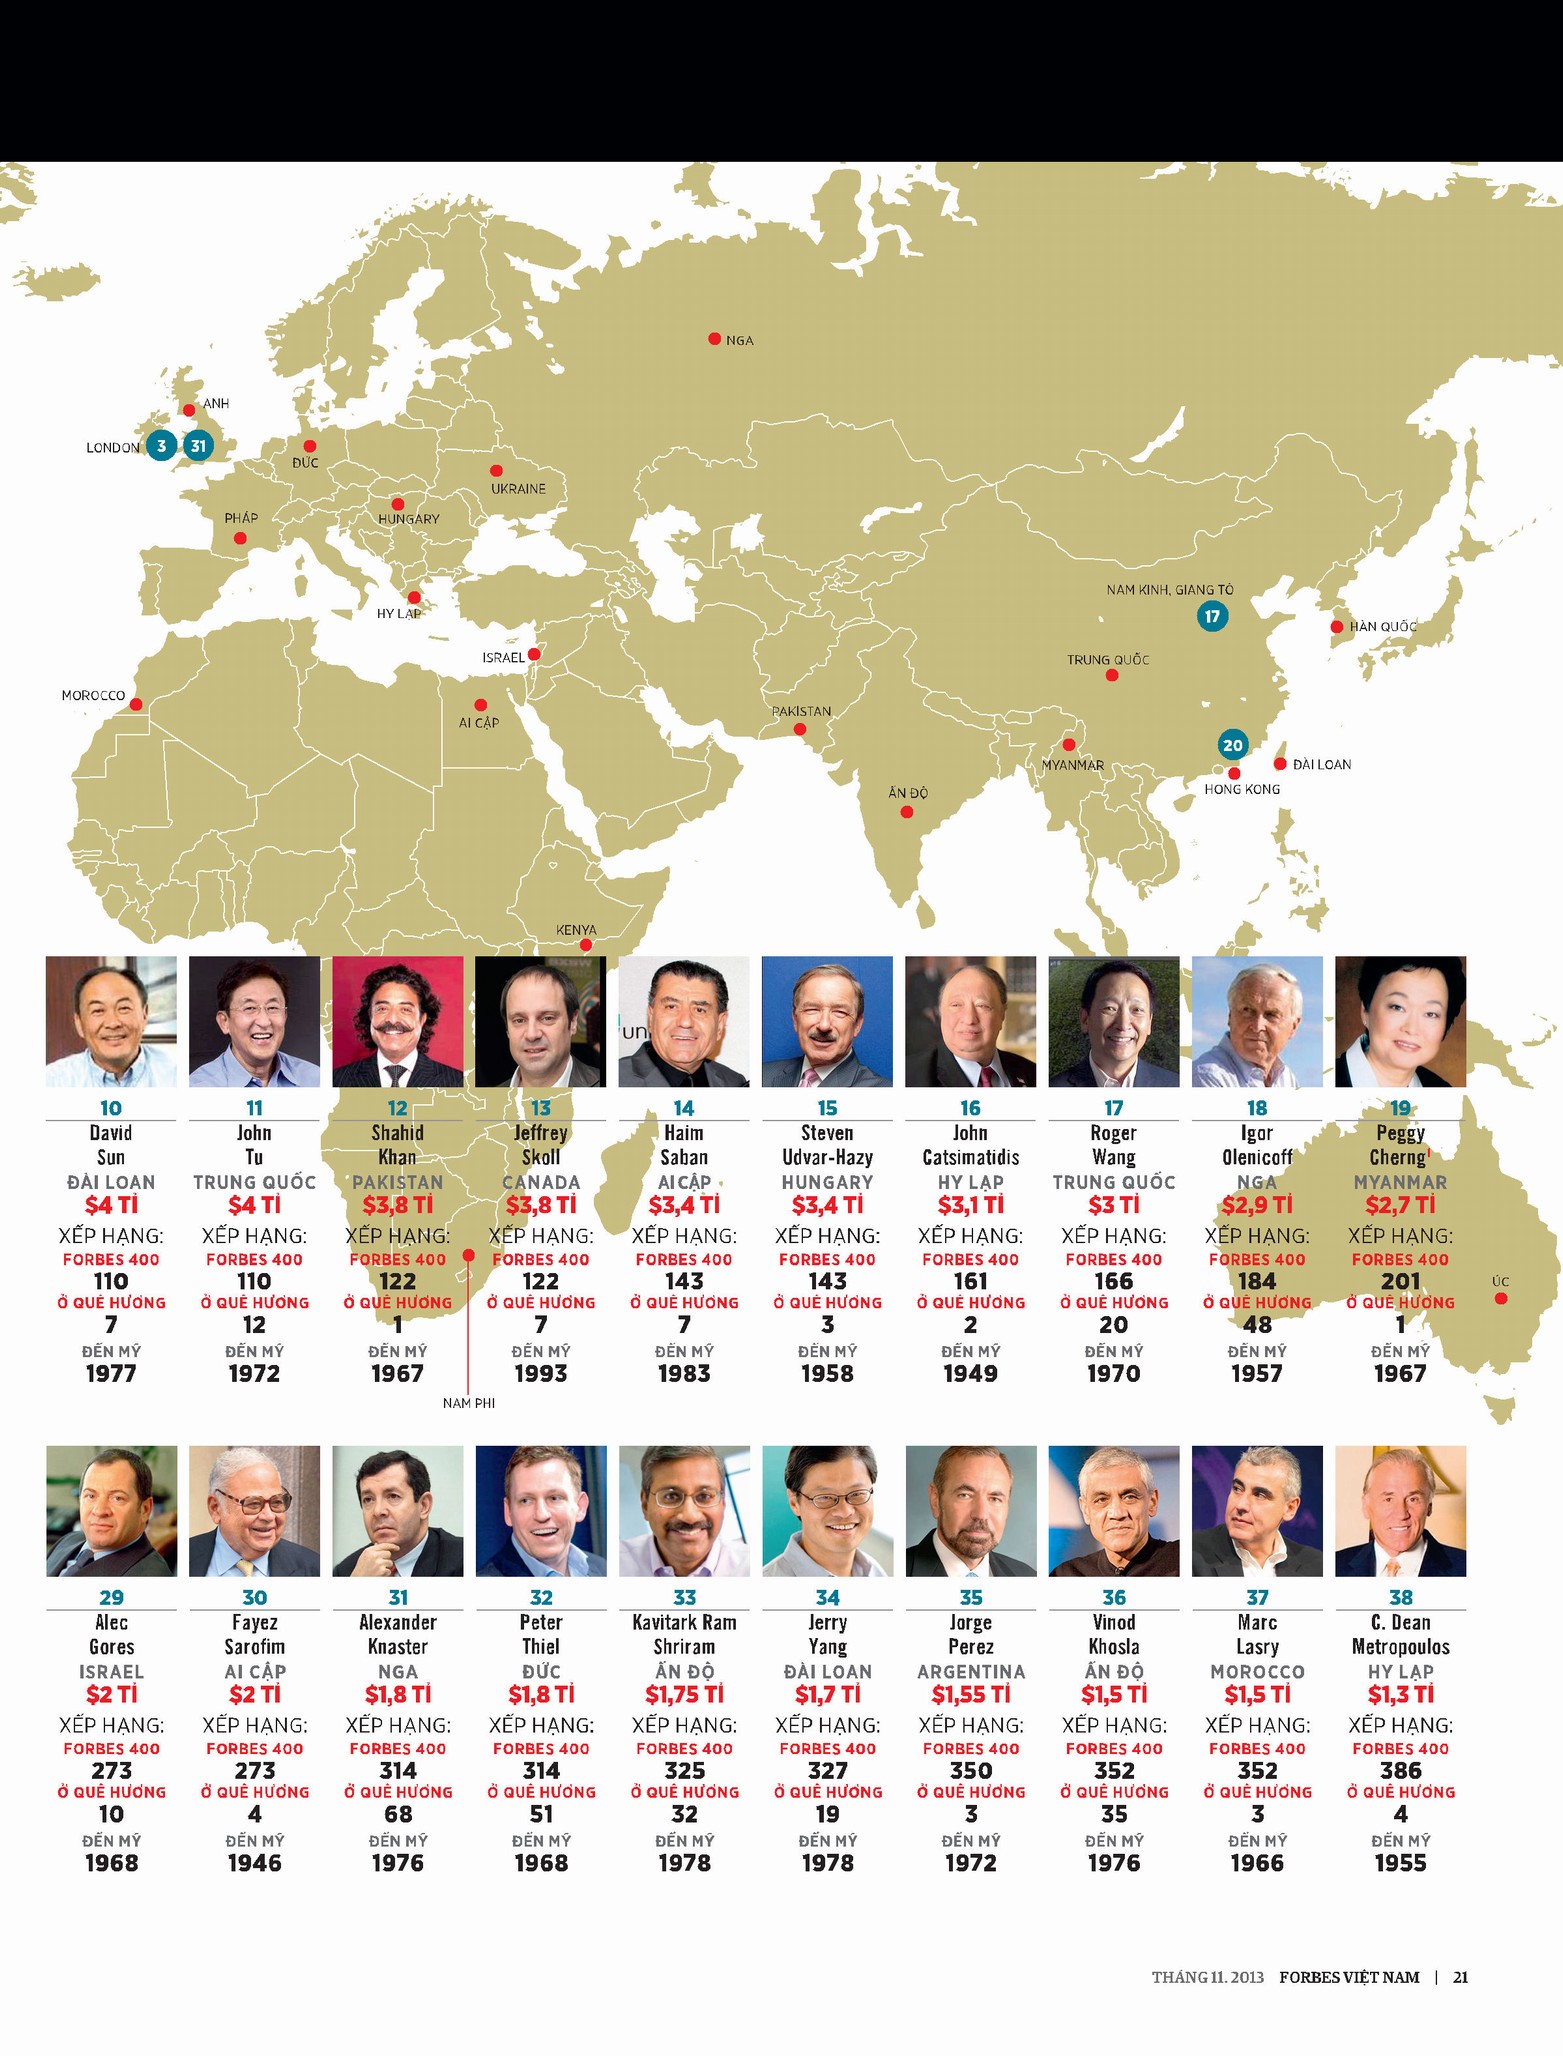 NGA
ANH
LONDON 3 31
ĐỨC
UKRAINE
PHÁP
HUNGARY
HY LẠP
NAM KINH, GIANG TÔ
17
HÀN QUỐC
ISRAEL
TRUNG QUỐC
MOROCCO
AI CẬP
PAKISTAN
20
MYANMAR
ĐÀI LOAN
HONG KONG
ẤN ĐỘ
KENYA
10
David
Sun
ĐÀI LOAN
$4 TỈ
XẾP HẠNG:
FORBES 400
110
Ở QUÊ HƯƠNG
7
ĐẾN MỸ
1977
11
John
Tu
TRUNG QUỐC
$4 TỈ
XẾP HẠNG:
FORBES 400
110
Ở QUÊ HƯƠNG
12
ĐẾN MỸ
1972
12
Shahid
Khan
PAKISTAN
$3,8 TỈ
XẾP HẠNG:
FORBES 400
122
Ở QUÊ HƯƠNG
1
ĐẾN MỸ
1967
13
Jeffrey
Skoll
CANADA
$3,8 TỈ
XẾP HẠNG:
FORBES 400
122
Ở QUÊ HƯƠNG
7
ĐẾN MỸ
1993
NAM PHI
un
14
Haim
Saban
AI CẬP
$3,4 TỈ
XẾP HẠNG:
FORBES 400
143
Ở QUÊ HƯƠNG
7
ĐẾN MỸ
1983
15
Steven
Udvar-Hazy
HUNGARY
$3,4 TỈ
XẾP HẠNG:
FORBES 400
143
Ở QUÊ HƯƠNG
3
ĐẾN MỸ
1958
16
John
Catsimatidis
HY LẠP
$3,1 TỈ
XẾP HẠNG:
FORBES 400
161
Ở QUÊ HƯƠNG
2
ĐẾN MỸ
1949
17
Roger
Wang
TRUNG QUỐC
$3 TỈ
XẾP HẠNG:
FORBES 400
166
Ở QUÊ HƯƠNG
20
ĐẾN MỸ
1970
18
Igor
Olenicoff
NGA
$2,9 TỈ
XẾP HẠNG:
FORBES 400
184
Ở QUÊ HƯƠNG
48
ĐẾN MỸ
1957
19
Peggy
Cherng¹
MYANMAR
$2,7 TỈ
XẾP HẠNG:
FORBES 400
201
Ở QUÊ HƯƠNG
1
ĐẾN MỸ
1967
ÚC
29
Alec
Gores
ISRAEL
$2 TỈ
XẾP HẠNG:
FORBES 400
273
Ở QUÊ HƯƠNG
10
ĐẾN MỸ
1968
30
Fayez
Sarofim
AI CẬP
$2 TỈ
XẾP HẠNG:
FORBES 400
273
Ở QUÊ HƯƠNG
4
ĐẾN MỸ
1946
31
Alexander
Knaster
NGA
$1,8 TỈ
XẾP HẠNG:
FORBES 400
314
Ở QUÊ HƯƠNG
68
ĐẾN MỸ
1976
32
Peter
Thiel
ĐỨC
$1,8 TỈ
XẾP HẠNG:
FORBES 400
314
Ở QUÊ HƯƠNG
51
ĐẾN MỸ
1968
33
Kavitark Ram
Shriram
ẤN ĐỘ
$1,75 TỈ
XẾP HẠNG:
FORBES 400
325
Ở QUÊ HƯƠNG
32
ĐẾN MỸ
1978
34
Jerry
Yang
ĐÀI LOAN
$1,7 TỈ
XẾP HẠNG:
FORBES 400
327
Ở QUÊ HƯƠNG
19
ĐẾN MỸ
1978
35
Jorge
Perez
ARGENTINA
$1,55 TỈ
XẾP HẠNG:
FORBES 400
350
Ở QUÊ HƯƠNG
3
ĐẾN MỸ
1972
36
Vinod
Khosla
ẤN ĐỘ
$1,5 TỈ
XẾP HẠNG:
FORBES 400
352
Ở QUÊ HƯƠNG
35
ĐẾN MỸ
1976
37
Marc
Lasry
MOROCCO
$1,5 TỈ
XẾP HẠNG:
FORBES 400
352
Ở QUÊ HƯƠNG
3
ĐẾN MỸ
1966
38
C. Dean
Metropoulos
HY LẠP
$1,3 TỈ
XẾP HẠNG:
FORBES 400
386
Ở QUÊ HƯƠNG
4
ĐẾN MỸ
1955
THÁNG 11. 2013 FORBES VIỆT NAM | 21